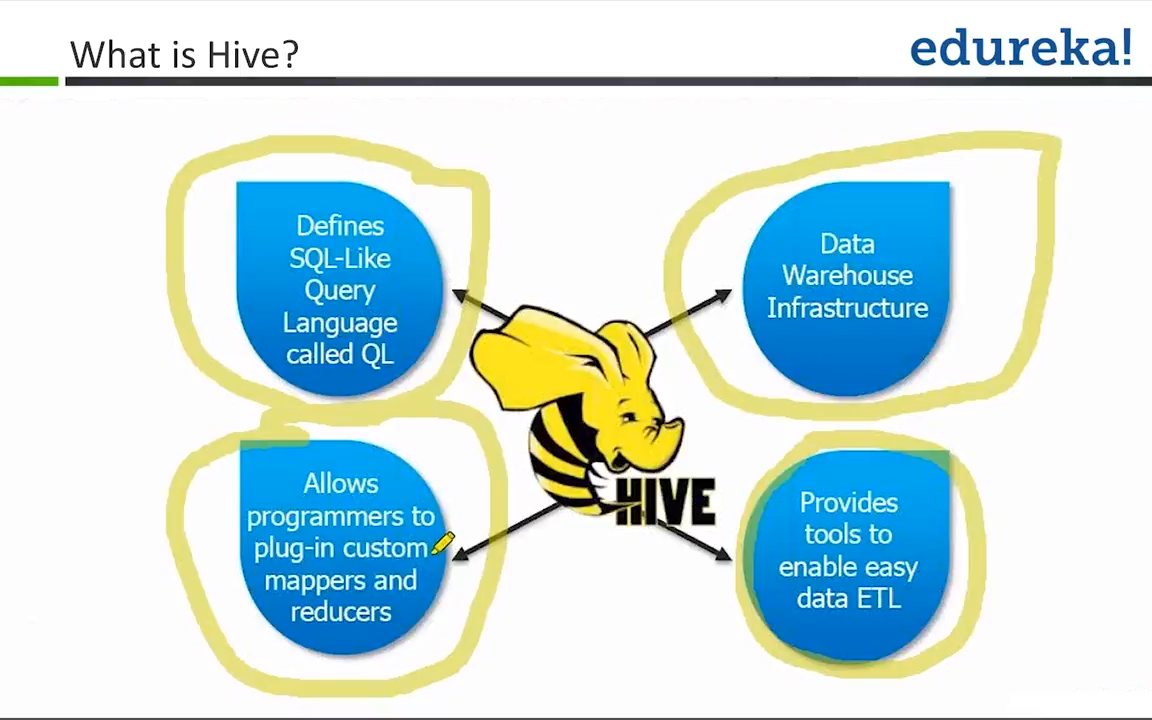 What is Hive?
edureka!
Defines
SQL-Like
Query
Language
called QL
Data
Warehouse
Infrastructure
HIVE
Allows
programmers to
plug-in custom
mappers and
reducers
Provides
tools to
enable easy
data ETL